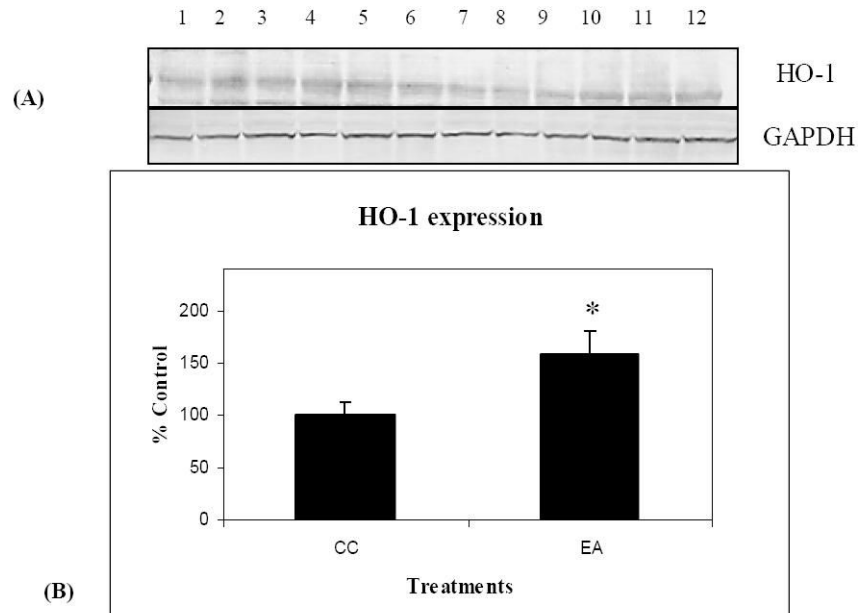 1 2 3 4 5 6 7 8 9 10 11 12
HO-1
(A)
GAPDH
HO-1 expression
200
*
150
% Control
100
50
0
CC EA
(B)
Treatments